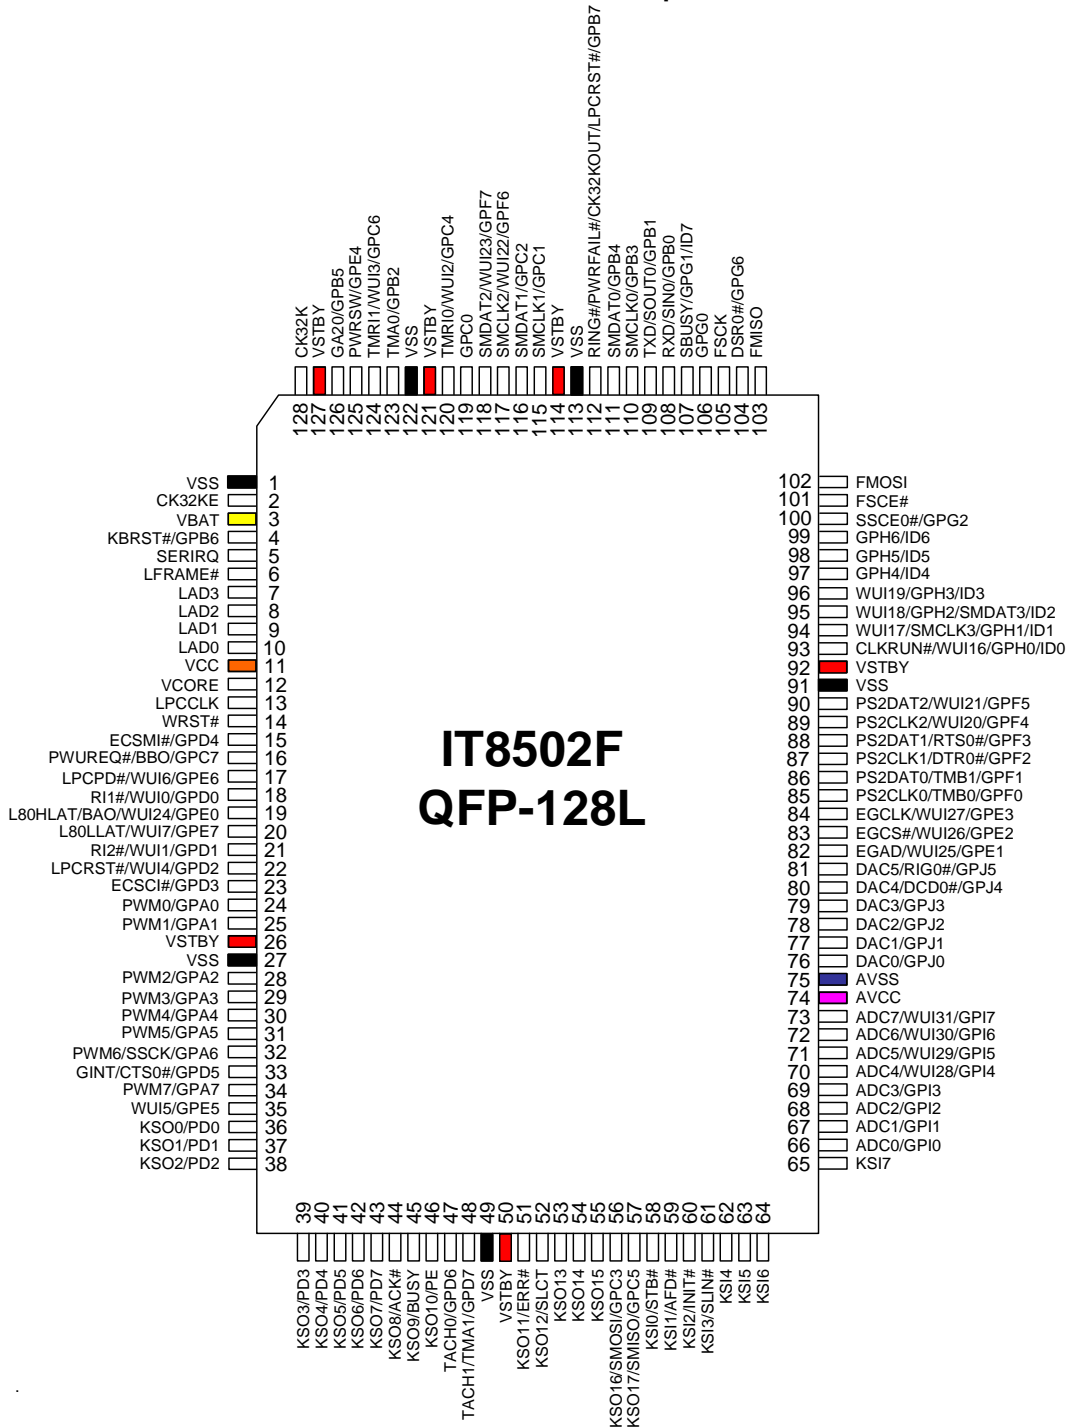 CK32K
VSTBY
GA20/GPB5
PWRSW/GPE4
TMRI1/WUI3/GPC6
TMA0/GPB2
VSS
VSTBY
TMRI0/WUI2/GPC4
GPC0
SMDAT2/WUI23/GPF7
SMCLK2/WUI22/GPF6
SMDAT1/GPC2
SMCLK1/GPC1
VSTBY
VSS
RING#/PWRFAIL#/CK32KOUT/LPCRST#/GPB7
SMDAT0/GPB4
SMCLK0/GPB3
TXD/SOUT0/GPB1
RXD/SIN0/GPB0
SBUSY/GPG1/ID7
GPG0
FSCK
DSR0#/GPG6
FMISO
128 127 126 125 124 123 122 121 120 119 118 117 116 115 114 113 112 111 110 109 108 107 106 105 104 103
VSS 1
CK32KE 2
VBAT 3
KBRST#/GPB6 4
SERIRQ 5
LFRAME# 6
LAD3 7
LAD2 8
LAD1 9
LAD0 10
VCC 11
VCORE 12
LPCCLK 13
WRST# 14
ECSMI#/GPD4 15
PWUREQ#/BBO/GPC7 16
LPCPD#/WUI6/GPE6 17
RI1#/WUI0/GPD0 18
L80HLAT/BAO/WUI24/GPE0 19
L80LLAT/WUI7/GPE7 20
RI2#/WUI1/GPD1 21
LPCRST#/WUI4/GPD2 22
ECSCI#/GPD3 23
PWM0/GPA0 24
PWM1/GPA1 25
VSTBY 26
VSS 27
PWM2/GPA2 28
PWM3/GPA3 29
PWM4/GPA4 30
PWM5/GPA5 31
PWM6/SSCK/GPA6 32
GINT/CTS0#/GPD5 33
PWM7/GPA7 34
WUI5/GPE5 35
KSO0/PD0 36
KSO1/PD1 37
KSO2/PD2 38
IT8502F
QFP-128L
102 FMOSI
101 FSCE#
100 SSCE0#/GPG2
99 GPH6/ID6
98 GPH5/ID5
97 GPH4/ID4
96 WUI19/GPH3/ID3
95 WUI18/GPH2/SMDAT3/ID2
94 WUI17/SMCLK3/GPH1/ID1
93 CLKRUN#/WUI16/GPH0/ID0
92 VSTBY
91 VSS
90 PS2DAT2/WUI21/GPF5
89 PS2CLK2/WUI20/GPF4
88 PS2DAT1/RTS0#/GPF3
87 PS2CLK1/DTR0#/GPF2
86 PS2DAT0/TMB1/GPF1
85 PS2CLK0/TMB0/GPF0
84 EGCLK/WUI27/GPE3
83 EGCS#/WUI26/GPE2
82 EGAD/WUI25/GPE1
81 DAC5/RIG0#/GPJ5
80 DAC4/DCD0#/GPJ4
79 DAC3/GPJ3
78 DAC2/GPJ2
77 DAC1/GPJ1
76 DAC0/GPJ0
75 AVSS
74 AVCC
73 ADC7/WUI31/GPI7
72 ADC6/WUI30/GPI6
71 ADC5/WUI29/GPI5
70 ADC4/WUI28/GPI4
69 ADC3/GPI3
68 ADC2/GPI2
67 ADC1/GPI1
66 ADC0/GPI0
65 KSI7
39 40 41 42 43 44 45 46 47 48 49 50 51 52 53 54 55 56 57 58 59 60 61 62 63 64
KSO3/PD3
KSO4/PD4
KSO5/PD5
KSO6/PD6
KSO7/PD7
KSO8/ACK#
KSO9/BUSY
KSO10/PE
TACH0/GPD6
TACH1/TMA1/GPD7
VSS
VSTBY
KSO11/ERR#
KSO12/SLCT
KSO13
KSO14
KSO15
KSO16/SMOSI/GPC3
KSO17/SMISO/GPC5
KSI0/STB#
KSI1/AFD#
KSI2/INIT#
KSI3/SLIN#
KSI4
KSI5
KSI6
.